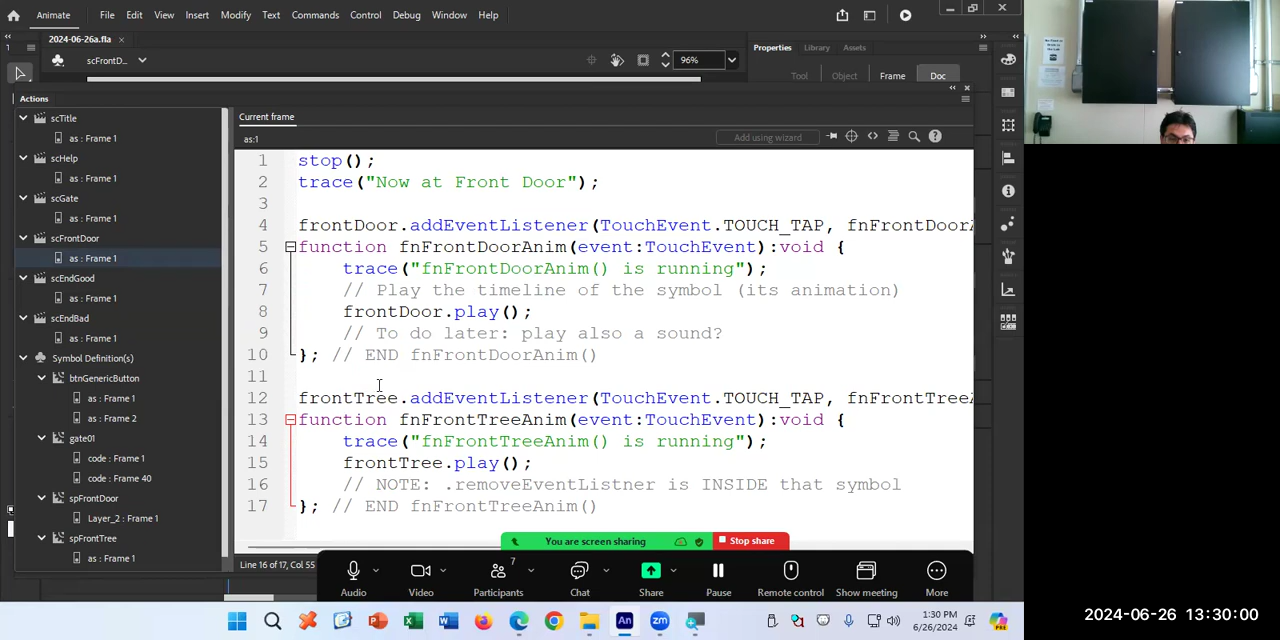 Animate File Edit View Insert Modify Text Commands Control Debug Window Help
2024-06-26a.fla
scFrontD... 96%
Properties Library Assets
Tool Object Frame Doc
Actions
scTitle
as : Frame 1
scHelp
as : Frame 1
scGate
as : Frame 1
scFrontDoor
as : Frame 1
scEndGood
as : Frame 1
scEndBad
as : Frame 1
Symbol Definition(s)
btnGenericButton
as : Frame 1
as : Frame 2
gate01
code : Frame 1
code : Frame 40
spFrontDoor
Layer_2 : Frame 1
spFrontTree
as : Frame 1
Current frame
as:1
Add using wizard
1 stop();
2 trace("Now at Front Door");
3
4 frontDoor.addEventListener(TouchEvent.TOUCH_TAP, fnFrontDoorA
5 function fnFrontDoorAnim(event:TouchEvent):void {
6 trace("fnFrontDoorAnim() is running");
7 // Play the timeline of the symbol (its animation)
8 frontDoor.play();
9 // To do later: play also a sound?
10 }; // END fnFrontDoorAnim()
11
12 frontTree.addEventListener(TouchEvent.TOUCH_TAP, fnFrontTreeA
13 function fnFrontTreeAnim(event:TouchEvent):void {
14 trace("fnFrontTreeAnim() is running");
15 frontTree.play();
16 // NOTE: .removeEventListner is INSIDE that symbol
17 }; // END fnFrontTreeAnim()
Line 16 of 17, Col 55
You are screen sharing Stop share
7
Audio Video Participants Chat Share Pause Remote control Show meeting More
1:30 PM
6/26/2024
2024-06-26 13:30:00